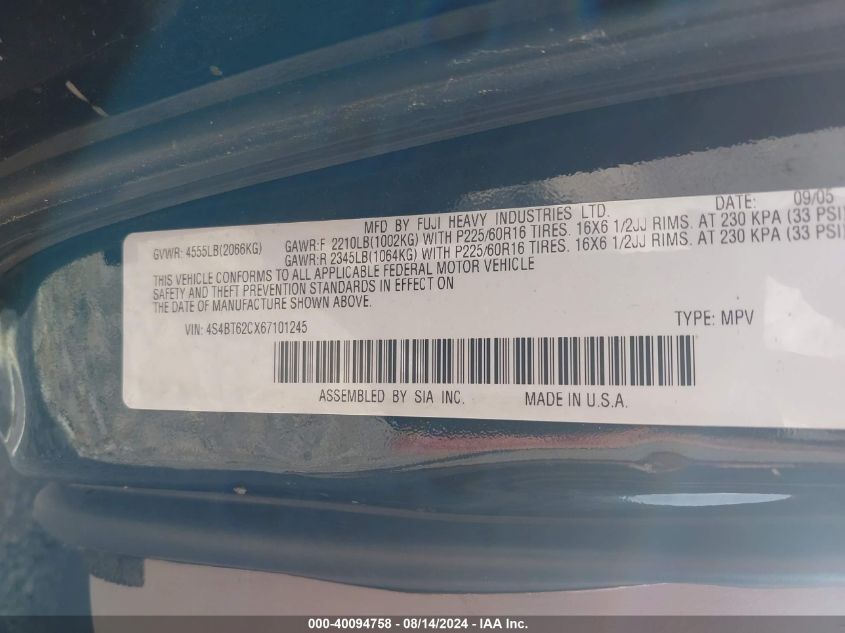 MFD BY FUJI HEAVY INDUSTRIES LTD. DATE: 09/05
GVWR: 4555LB(2066KG) GAWR:F 2210LB(1002KG) WITH P225/60R16 TIRES. 16X6 1/2JJ RIMS. AT 230 KPA (33 PSI)
GAWR:R 2345LB(1064KG) WITH P225/60R16 TIRES. 16X6 1/2JJ RIMS. AT 230 KPA (33 PSI)
THIS VEHICLE CONFORMS TO ALL APPLICABLE FEDERAL MOTOR VEHICLE
SAFETY AND THEFT PREVENTION STANDARDS IN EFFECT ON
THE DATE OF MANUFACTURE SHOWN ABOVE.
VIN: 4S4BT62CX67101245 TYPE: MPV
ASSEMBLED BY SIA INC. MADE IN U.S.A.
000-40094758 - 08/14/2024 - IAA Inc.